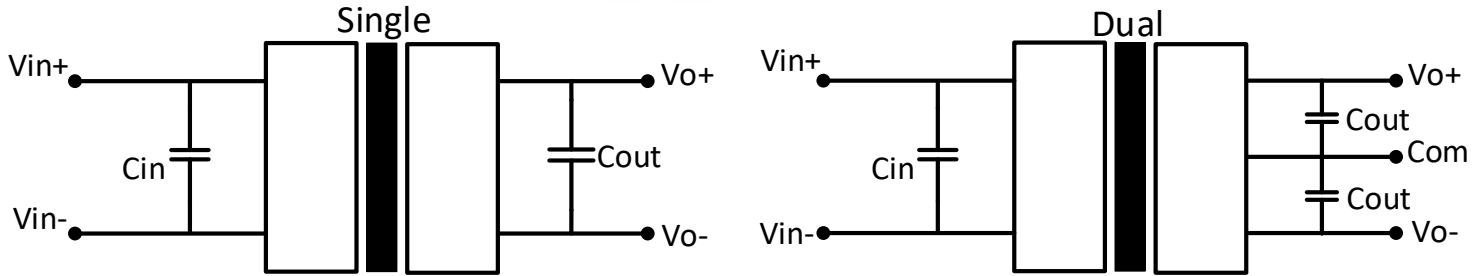 Single
Vin+
Vo+
Cin
Cout
Vin-
Vo-
Dual
Vin+
Vo+
Cout
Cin
Com
Cout
Vin-
Vo-